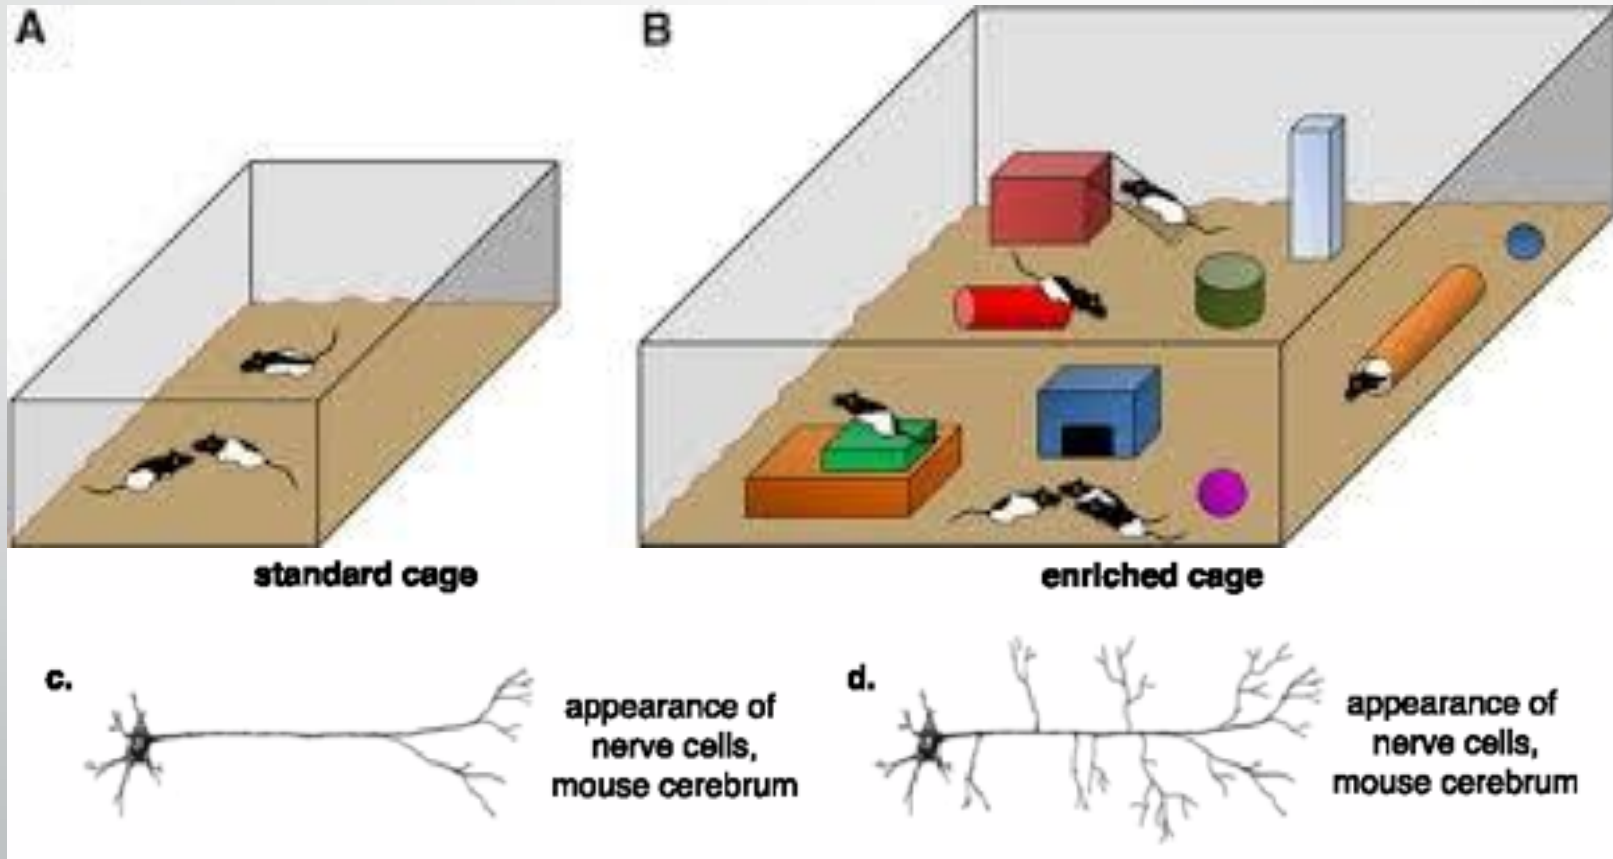 A
B
standard cage
enriched cage
c.
appearance of
nerve cells,
mouse cerebrum
d.
appearance of
nerve cells,
mouse cerebrum